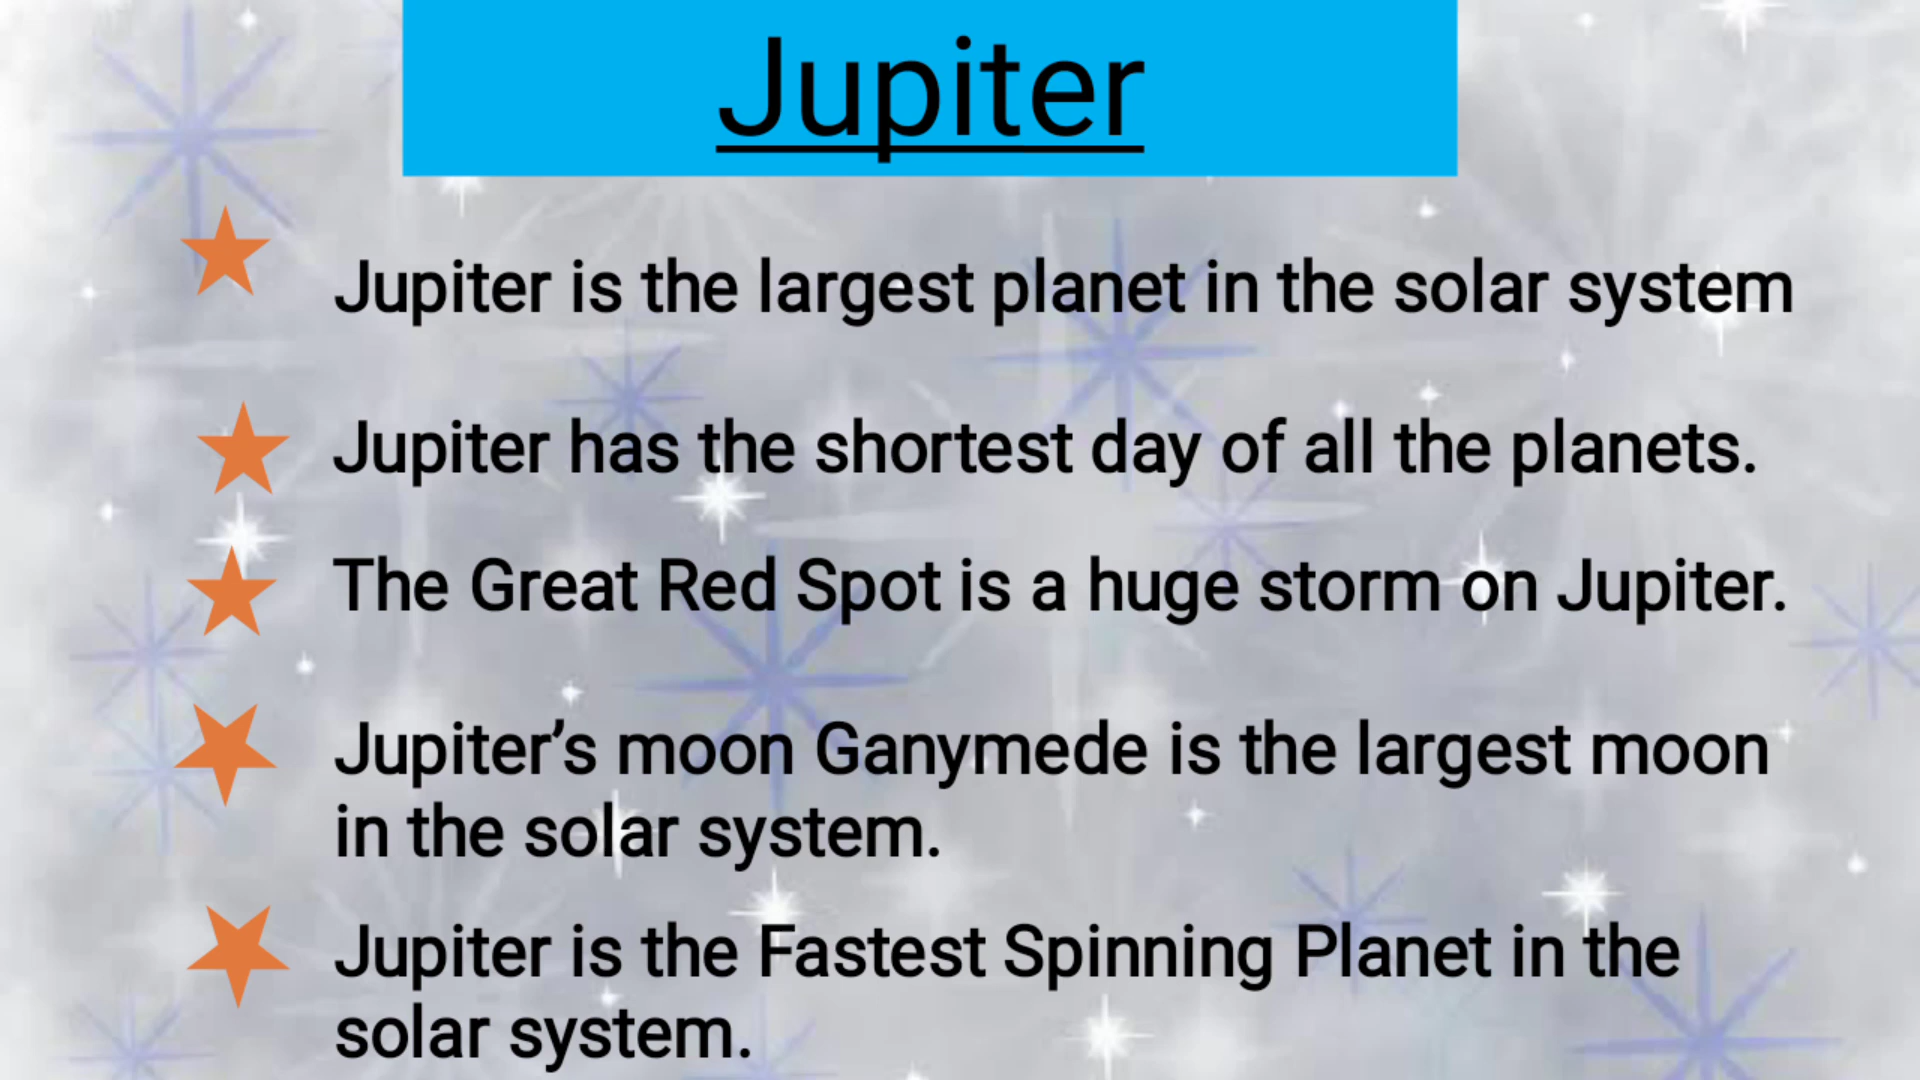 Jupiter
Jupiter is the largest planet in the solar system
Jupiter has the shortest day of all the planets.
The Great Red Spot is a huge storm on Jupiter.
Jupiter’s moon Ganymede is the largest moon
in the solar system.
Jupiter is the Fastest Spinning Planet in the
solar system.